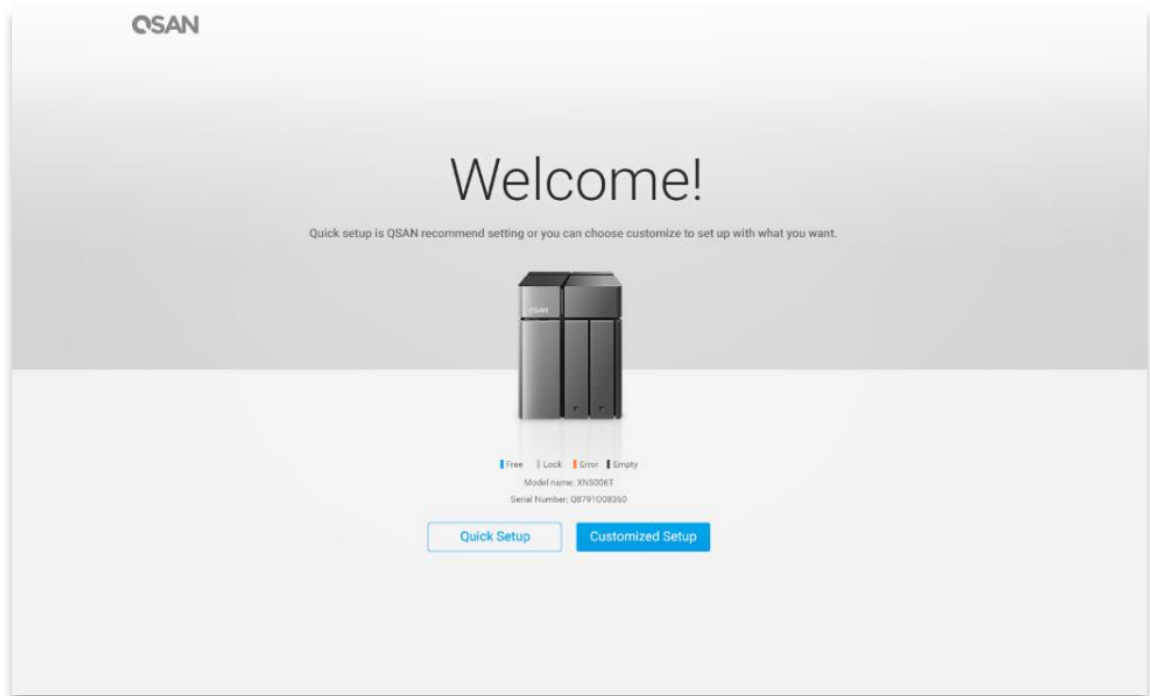 QSAN
Welcome!
Quick setup is QSAN recommend setting or you can choose customize to set up with what you want.
QSAN
Free Lock Error Empty
Model name: XN5006T
Serial Number: Q8791O08360
Quick Setup Customized Setup